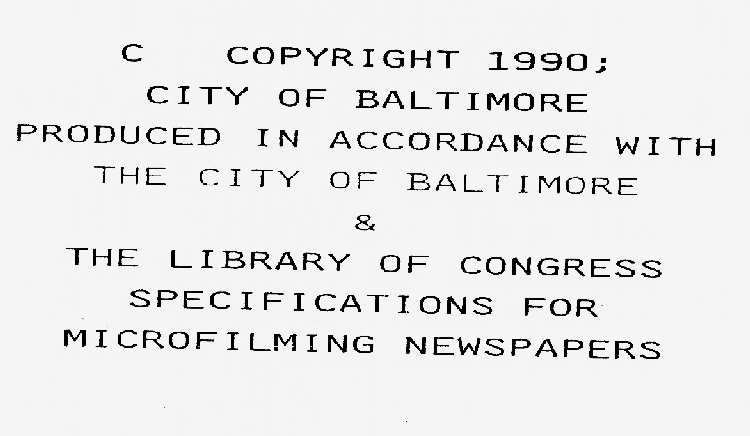 C COPYRIGHT 1990;
CITY OF BALTIMORE
PRODUCED IN ACCORDANCE WITH
THE CITY OF BALTIMORE
&
THE LIBRARY OF CONGRESS
SPECIFICATIONS FOR
MICROFILMING NEWSPAPERS